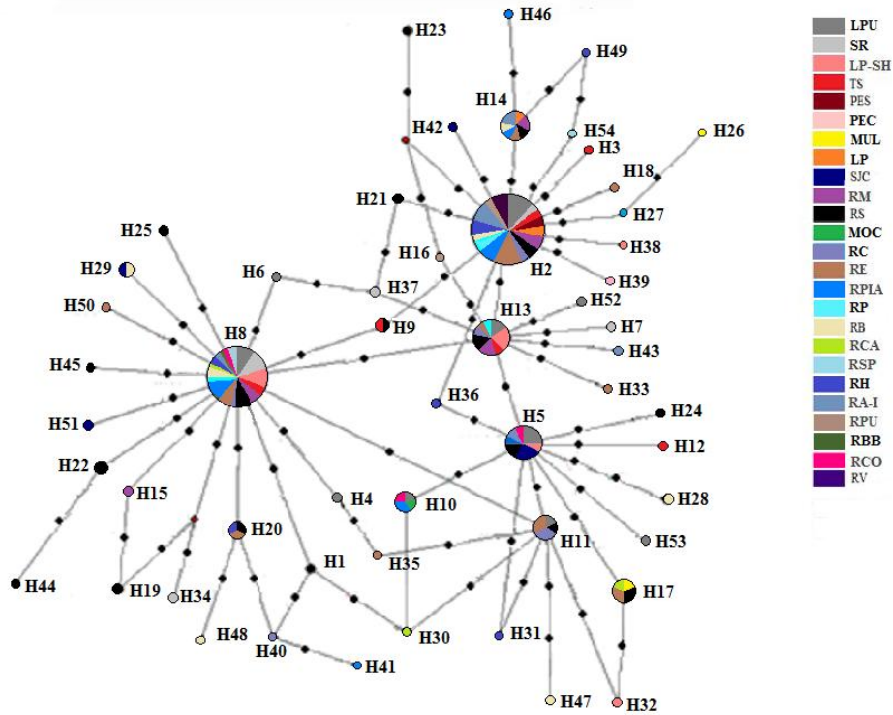 H46
H23
H49
H14
H42
H54
H26
H3
H18
H21
H27
H25
H16
H38
H2
H29
H6
H39
H37
H13
H52
H50
H7
H8
H9
H43
H45
H33
H36
H51
H5
H24
H12
H22
H15
H4
H10
H28
H20
H11
H53
H1
H35
H44
H19
H34
H17
H48
H30
H31
H40
H41
H47
H32
LPU
SR
LP-SH
TS
PES
PEC
MUL
LP
SJC
RM
RS
MOC
RC
RE
RPIA
RP
RB
RCA
RSP
RH
RA-I
RPU
RBB
RCO
RV